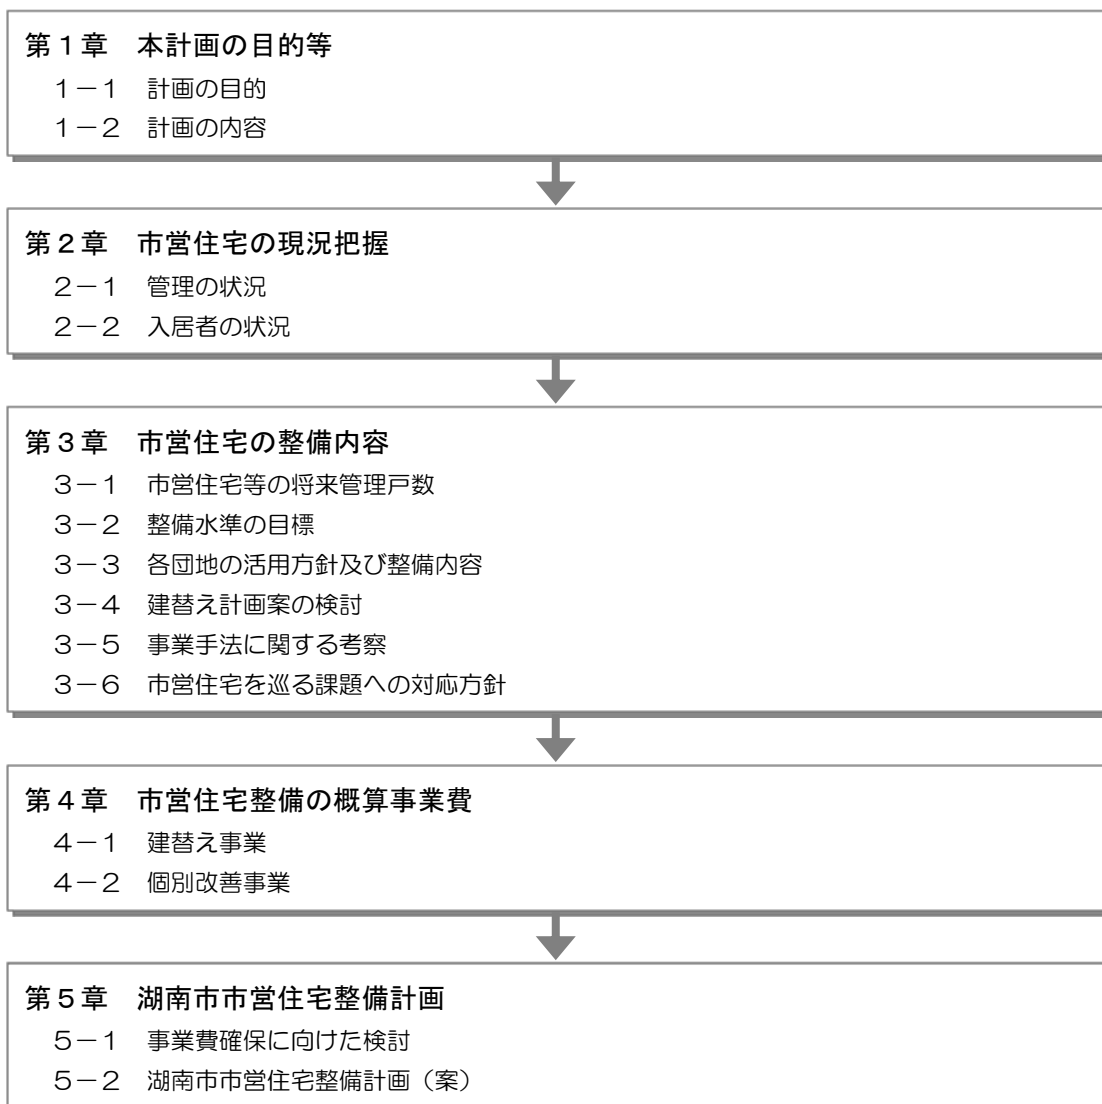 第1章　本計画の目的等
1－1　計画の目的
1－2　計画の内容
第2章　市営住宅の現況把握
2－1　管理の状況
2－2　入居者の状況
第3章　市営住宅の整備内容
3－1　市営住宅等の将来管理戸数
3－2　整備水準の目標
3－3　各団地の活用方針及び整備内容
3－4　建替え計画案の検討
3－5　事業手法に関する考察
3－6　市営住宅を巡る課題への対応方針
第4章　市営住宅整備の概算事業費
4－1　建替え事業
4－2　個別改善事業
第5章　湖南市市営住宅整備計画
5－1　事業費確保に向けた検討
5－2　湖南市市営住宅整備計画（案）